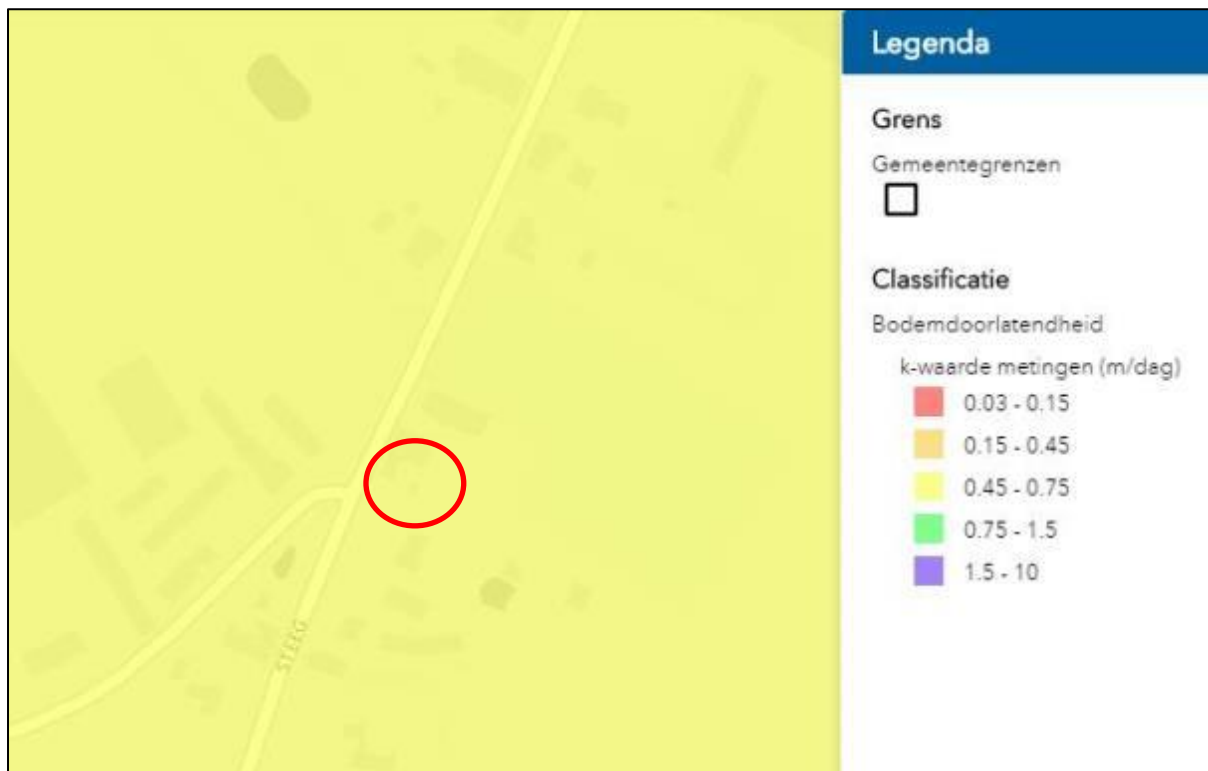 STEEG
Legenda
Grens
Gemeentegrenzen
Classificatie
Bodemdoorlatendheid
k-waarde metingen (m/dag)
0.03 - 0.15
0.15 - 0.45
0.45 - 0.75
0.75 - 1.5
1.5 - 10